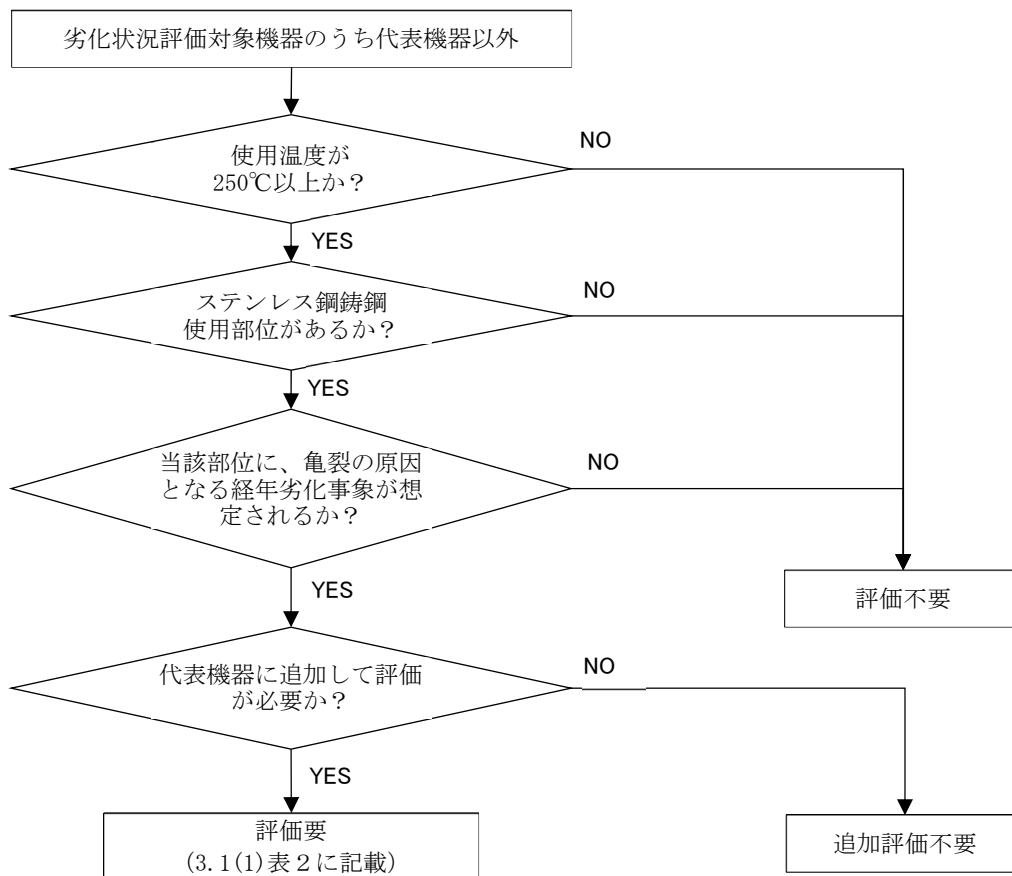 劣化状況評価対象機器のうち代表機器以外
使用温度が
250℃以上か？
NO
YES
ステンレス鋼鋳鋼
使用部位があるか？
NO
YES
当該部位に、亀裂の原因
となる経年劣化事象が想
定されるか？
NO
YES
評価不要
代表機器に追加して評価
が必要か？
NO
YES
評価要
(3.1(1)表２に記載)
追加評価不要